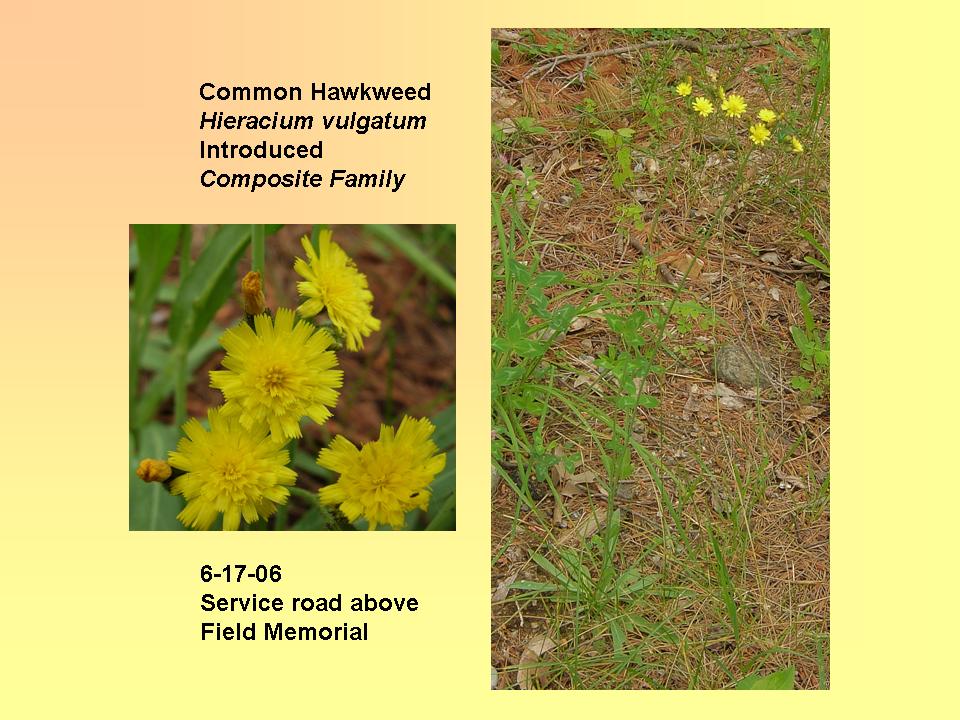 Common Hawkweed
Hieracium vulgatum
Introduced
Composite Family
6-17-06
Service road above
Field Memorial